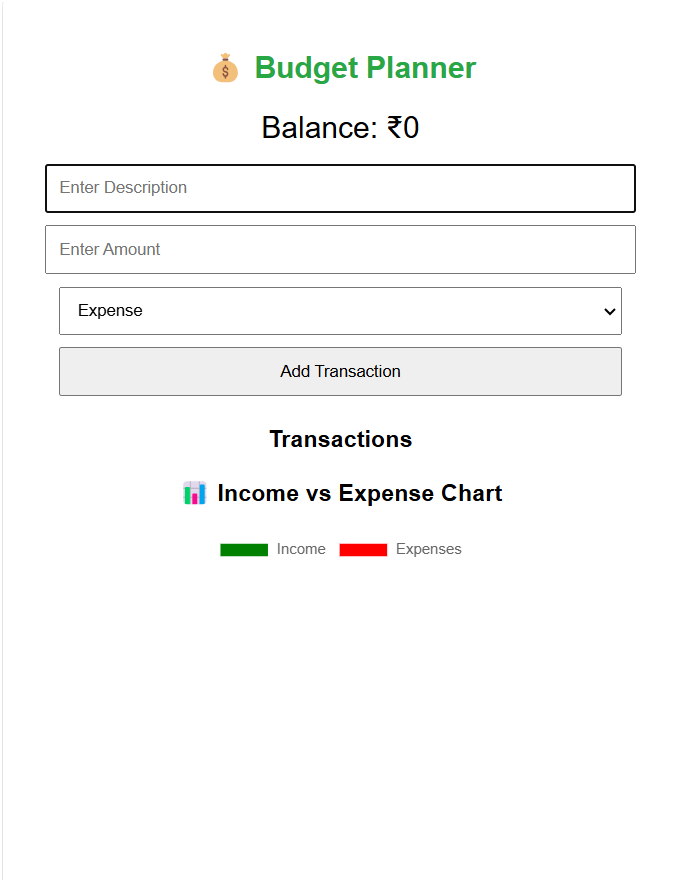 💰 Budget Planner
Balance: ₹0
Enter Description
Enter Amount
Expense
Add Transaction
Transactions
📊 Income vs Expense Chart
Income Expenses